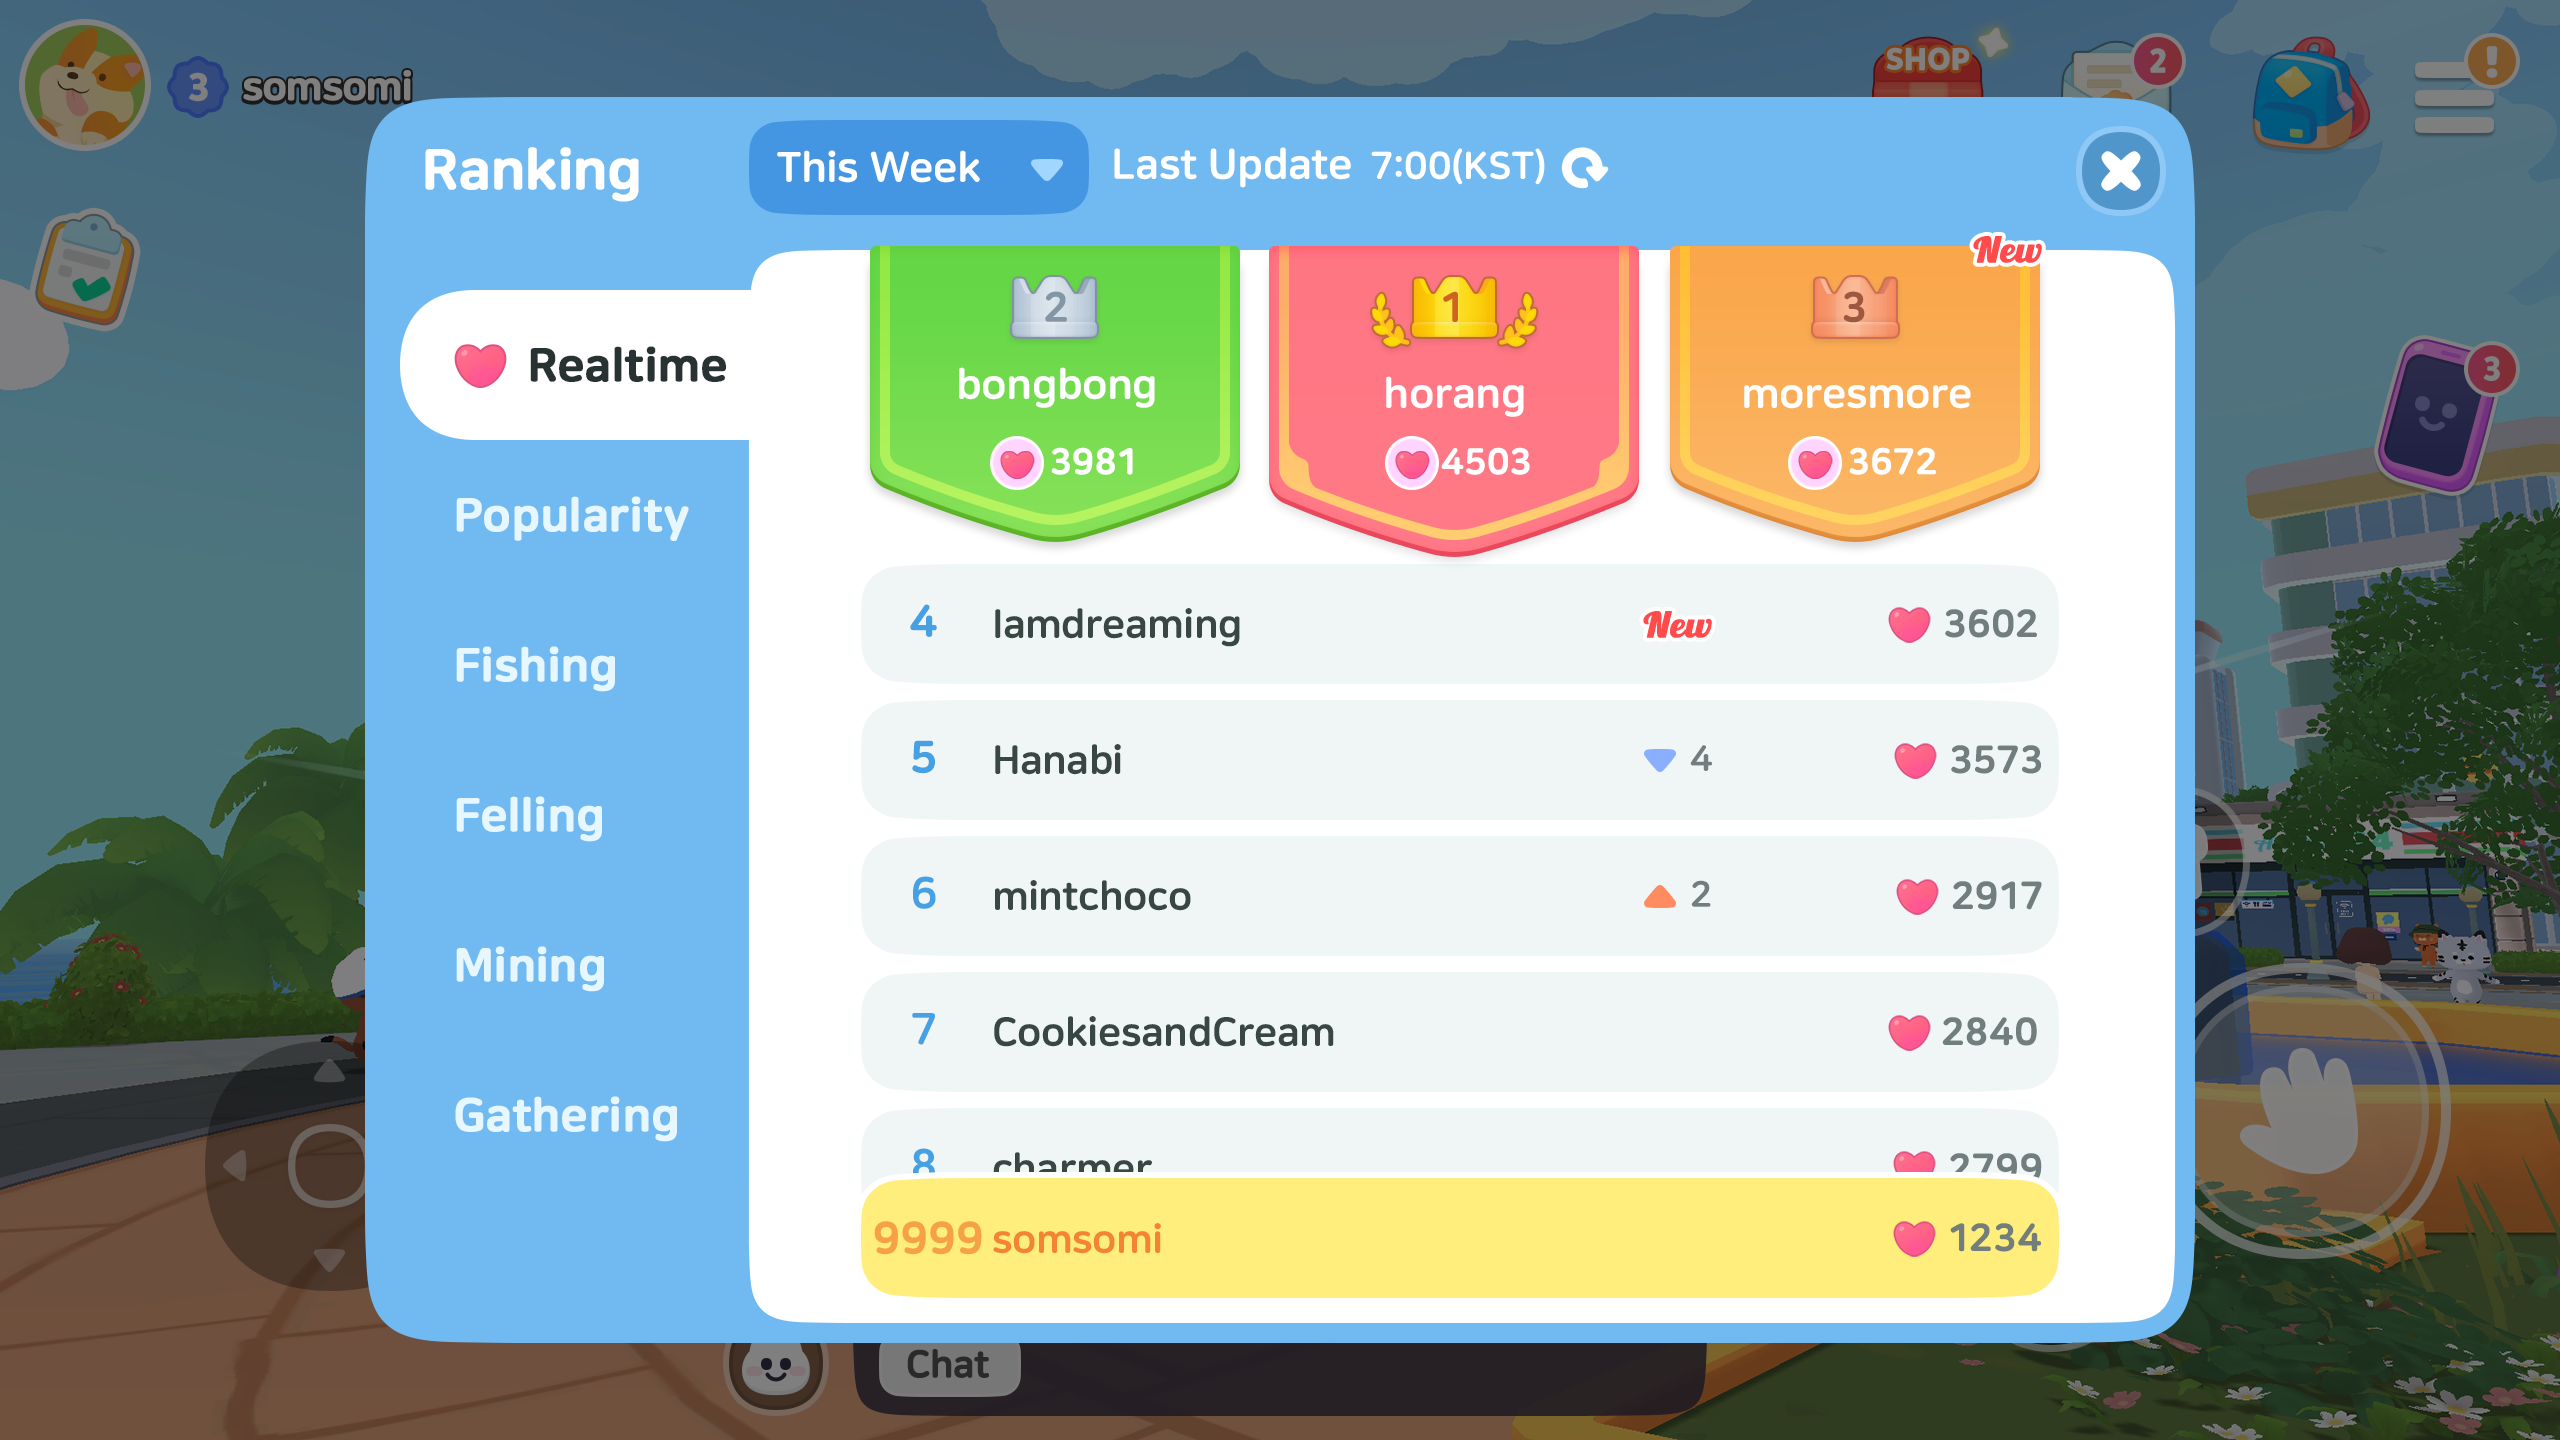 3 somsomi
SHOP
2
!
Ranking
This Week
Last Update 7:00(KST)
3
Realtime
Popularity
Fishing
Felling
Mining
Gathering
2
bongbong
3981
1
horang
4503
New
3
moresmore
3672
4 Iamdreaming New 3602
5 Hanabi 4 3573
6 mintchoco 2 2917
7 CookiesandCream 2840
8 charmer 2799
9999 somsomi 1234
Chat